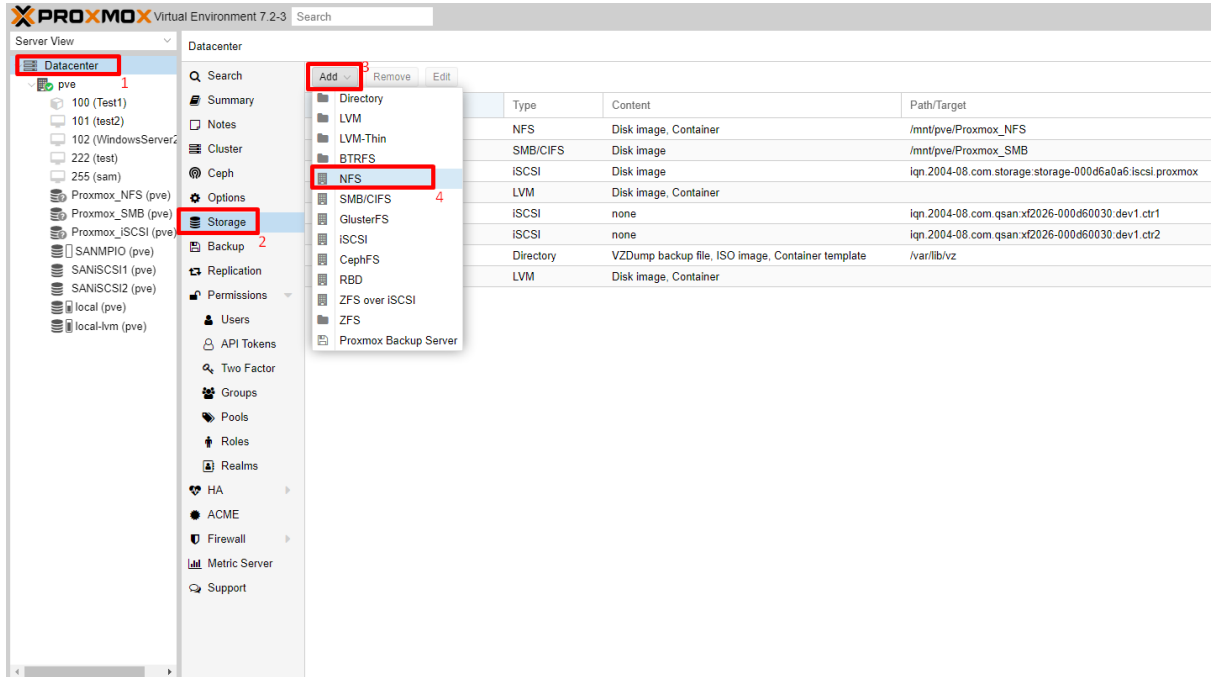 PROXMOX Virtual Environment 7.2-3 Search
Server View
Datacenter
1
pve
100 (Test1)
101 (test2)
102 (WindowsServer2
222 (test)
255 (sam)
Proxmox_NFS (pve)
Proxmox_SMB (pve)
Proxmox_iSCSI (pve)
SANMPIO (pve)
SANiSCSI1 (pve)
SANiSCSI2 (pve)
local (pve)
local-lvm (pve)
Datacenter
Search
Summary
Notes
Cluster
Ceph
Options
Storage
2
Backup
Replication
Permissions
Users
API Tokens
Two Factor
Groups
Pools
Roles
Realms
HA
ACME
Firewall
Metric Server
Support
3
Add Remove Edit
Directory
LVM
LVM-Thin
BTRFS
NFS
4
SMB/CIFS
GlusterFS
iSCSI
CephFS
RBD
ZFS over iSCSI
ZFS
Proxmox Backup Server
Type Content Path/Target
NFS Disk image, Container /mnt/pve/Proxmox_NFS
SMB/CIFS Disk image /mnt/pve/Proxmox_SMB
iSCSI Disk image iqn.2004-08.com.storage:storage-000d6a0a6:iscsi.proxmox
LVM Disk image, Container
iSCSI none iqn.2004-08.com.qsan:xf2026-000d60030:dev1.ctr1
iSCSI none iqn.2004-08.com.qsan:xf2026-000d60030:dev1.ctr2
Directory VZDump backup file, ISO image, Container template /var/lib/vz
LVM Disk image, Container